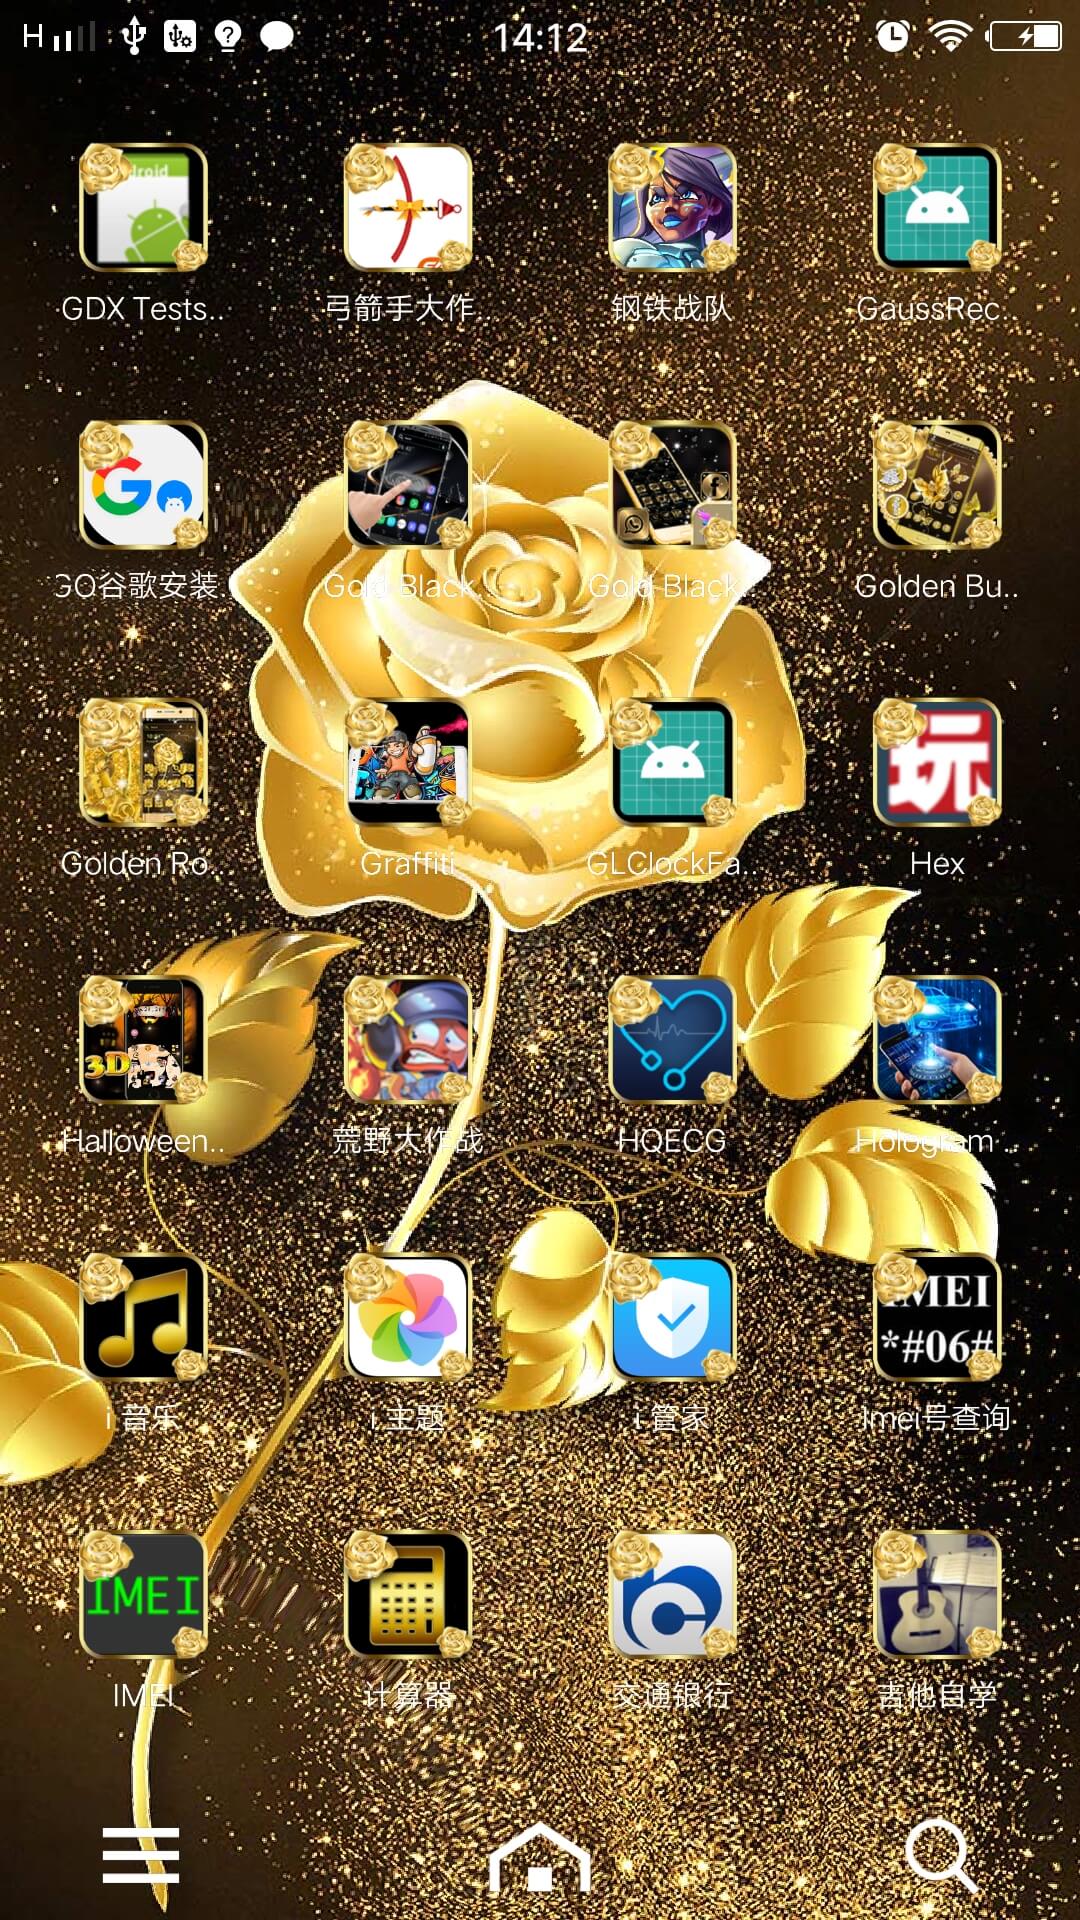 H 14:12
GDX Tests..
弓箭手大作..
钢铁战队
GaussRec..
GO谷歌安装..
Gold Black..
Gold Black..
Golden Bu..
玩
Golden Ro..
Graffiti
GLClockFa..
Hex
3D
Halloween..
荒野大作战
HQECG
Hologram ..
IMEI
*#06#
i 音乐
i 主题
i 管家
Imei号查询
IMEI
IMEI
计算器
交通银行
吉他自学